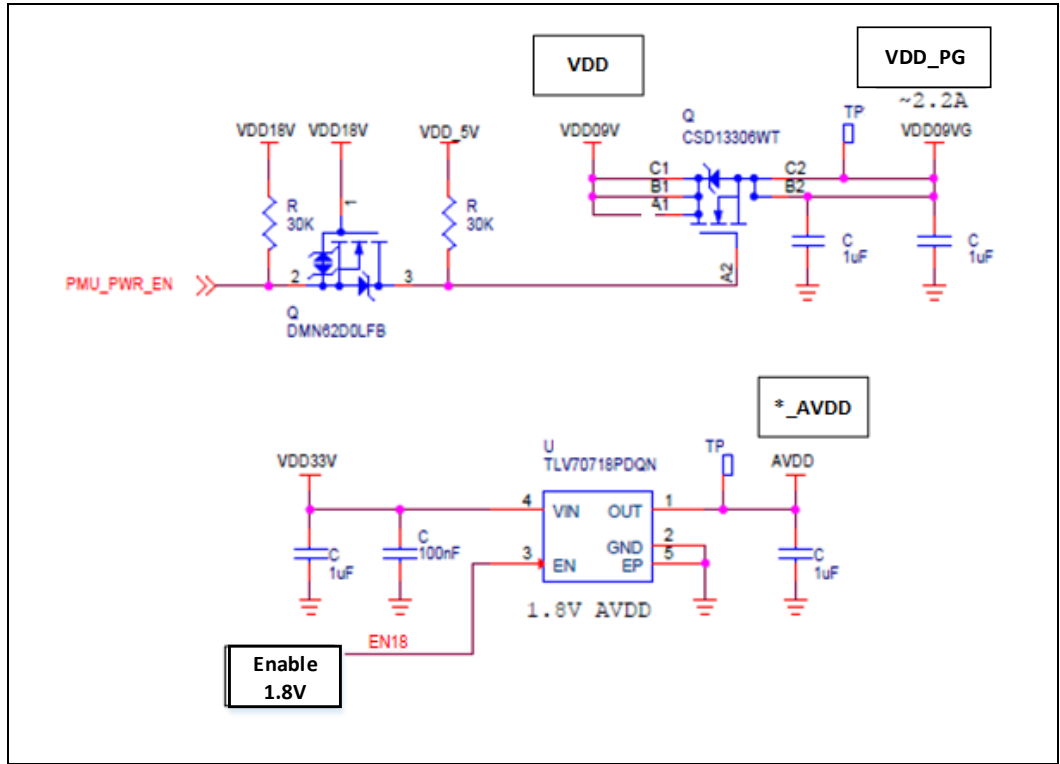 VDD
VDD_PG
~2.2A
VDD18V
VDD18V
VDD_5V
VDD09V
Q
CSD13306WT
TP
VDD09VG
C1
B1
A1
C2
B2
A2
R
30K
1
R
30K
C
1uF
C
1uF
PMU_PWR_EN
2
3
Q
DMN62D0LFB
*_AVDD
VDD33V
U
TLV70718PDQN
TP
AVDD
4
VIN
OUT
1
C
1uF
C
100nF
3
EN
GND
2
EP
5
C
1uF
1.8V AVDD
EN18
Enable
1.8V